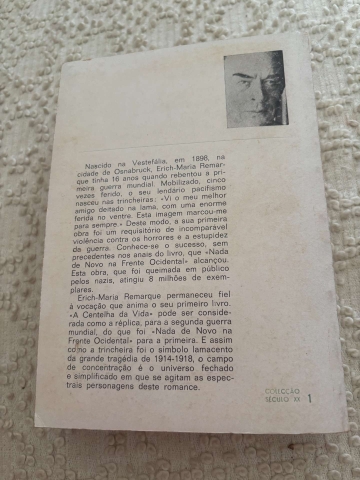 Nascido na Vestefália, em 1898, na
cidade de Osnabruck, Erich-Maria Remar-
que tinha 16 anos quando rebentou a pri-
meira guerra mundial. Mobilizado, cinco
vezes ferido, o seu lendário pacifismo
nasceu nas trincheiras; «Vi o meu melhor
amigo deitado na lama, com uma enorme
ferida no ventre. Esta imagem marcou-me
para sempre.» Deste modo, a sua primeira
obra foi um requisitório de incomparável
violência contra os horrores e a estupidez
da guerra. Conhece-se o sucesso, sem
precedentes nos anais do livro, que «Nada
de Novo na Frente Ocidental» alcançou.
Esta obra, que foi queimada em público
pelos nazis, atingiu 8 milhões de exem-
plares.
Erich-Maria Remarque permaneceu fiel
à vocação que anima o seu primeiro livro.
«A Centelha da Vida» pode ser conside-
rada como a réplica, para a segunda guerra
mundial, do que foi «Nada de Novo na
Frente Ocidental» para a primeira. E assim
como a trincheira foi o símbolo lamacento
da grande tragédia de 1914-1918, o campo
de concentração é o universo fechado
e simplificado em que se agitam as espec-
trais personagens deste romance.
COLECÇÃO
SÉCULO XX 1